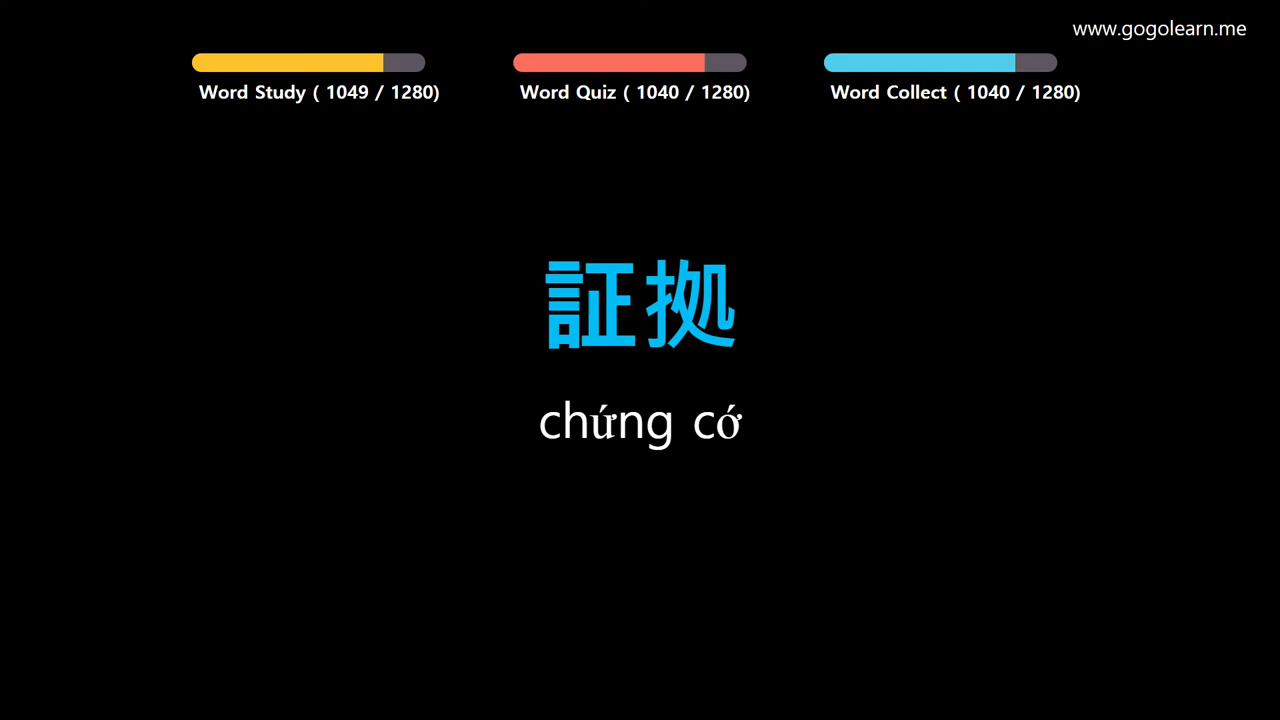 www.gogolearn.me
Word Study ( 1049 / 1280)
Word Quiz ( 1040 / 1280)
Word Collect ( 1040 / 1280)
証拠
chứng cớ